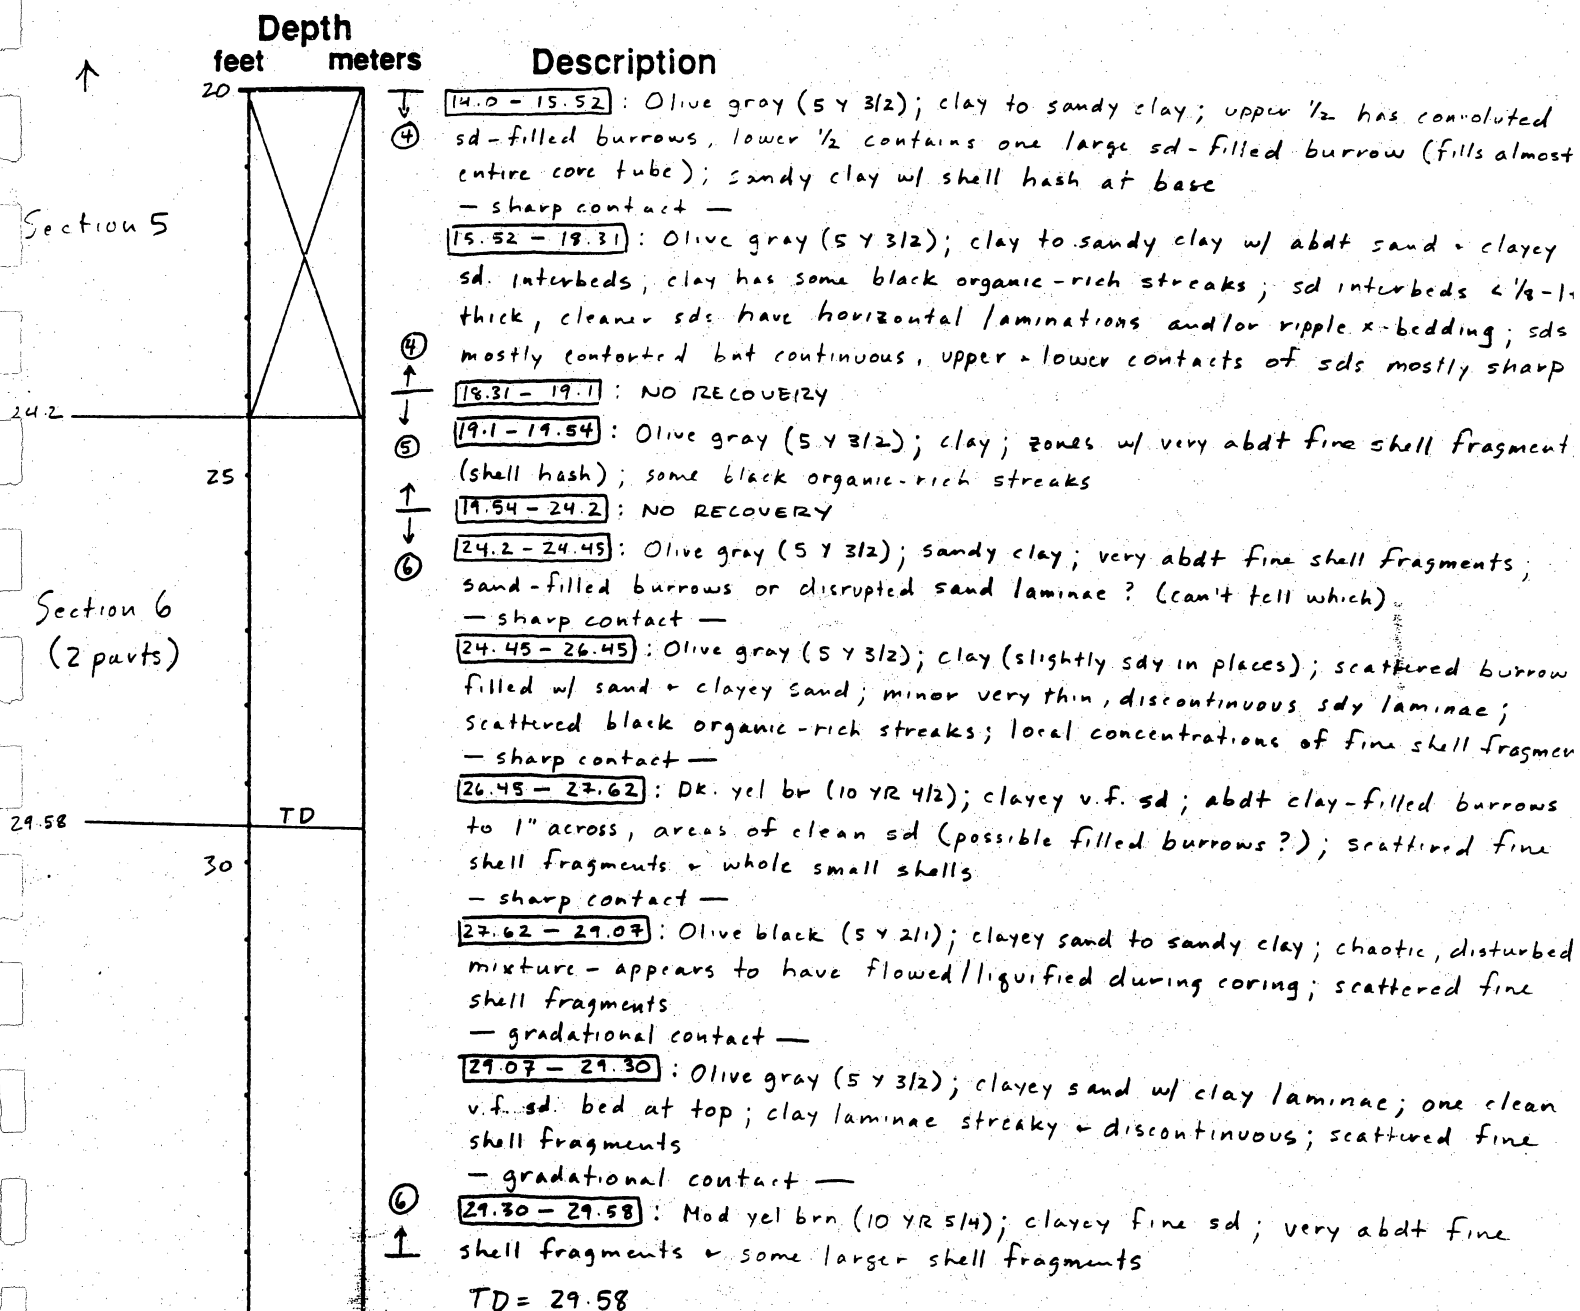 Depth
feet meters Description
20
14.0 – 15.52 : Olive gray (5 Y 3/2); clay to sandy clay; upper 1/2 has convoluted
④ sd-filled burrows, lower 1/2 contains one large sd-filled burrow (fills almost
entire core tube); sandy clay w/ shell hash at base
— sharp contact —
Section 5
15.52 – 18.31 : Olive gray (5 Y 3/2); clay to sandy clay w/ abdt sand + clayey
sd. interbeds; clay has some black organic-rich streaks; sd interbeds < 1/8-1
thick, cleaner sds have horizontal laminations and/or ripple x-bedding; sds
④ mostly contorted but continuous, upper + lower contacts of sds mostly sharp
18.31 – 19.1 : NO RECOVERY
24.2
⑤ 19.1 – 19.54 : Olive gray (5 Y 3/2); clay; zones w/ very abdt fine shell fragment
25 (shell hash); some black organic-rich streaks
19.54 – 24.2 : NO RECOVERY
⑥ 24.2 – 24.45 : Olive gray (5 Y 3/2); sandy clay; very abdt fine shell fragments;
sand-filled burrows or disrupted sand laminae? (can't tell which)
— sharp contact —
Section 6
(2 parts)
24.45 – 26.45 : Olive gray (5 Y 3/2); clay (slightly sdy in places); scattered burrow
filled w/ sand + clayey sand; minor very thin, discontinuous sdy laminae;
scattered black organic-rich streaks; local concentrations of fine shell fragmen
— sharp contact —
26.45 – 27.62 : Dk. yel br (10 YR 4/2); clayey v.f. sd; abdt clay-filled burrows
29.58 TD
to 1" across, areas of clean sd (possible filled burrows?); scattered fine
30 shell fragments + whole small shells
— sharp contact —
27.62 – 29.07 : Olive black (5 Y 2/1); clayey sand to sandy clay; chaotic, disturbed
mixture – appears to have flowed/liquified during coring; scattered fine
shell fragments
— gradational contact —
29.07 – 29.30 : Olive gray (5 Y 3/2); clayey sand w/ clay laminae; one clean
v.f. sd. bed at top; clay laminae streaky + discontinuous; scattered fine
shell fragments
— gradational contact —
⑥ 29.30 – 29.58 : Mod yel brn (10 YR 5/4); clayey fine sd; very abdt fine
shell fragments + some larger shell fragments
TD = 29.58